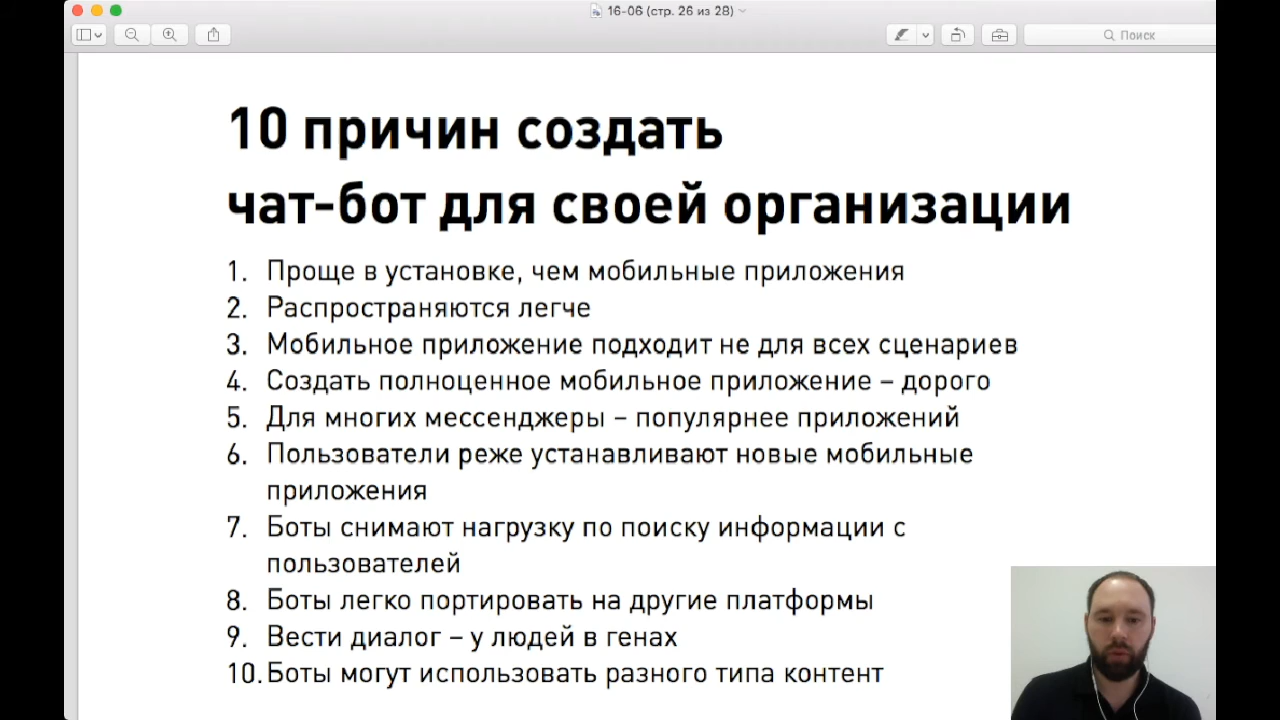 16-06 (стр. 26 из 28)
Поиск
10 причин создать
чат-бот для своей организации
1. Проще в установке, чем мобильные приложения
2. Распространяются легче
3. Мобильное приложение подходит не для всех сценариев
4. Создать полноценное мобильное приложение – дорого
5. Для многих мессенджеры – популярнее приложений
6. Пользователи реже устанавливают новые мобильные
приложения
7. Боты снимают нагрузку по поиску информации с
пользователей
8. Боты легко портировать на другие платформы
9. Вести диалог – у людей в генах
10. Боты могут использовать разного типа контент